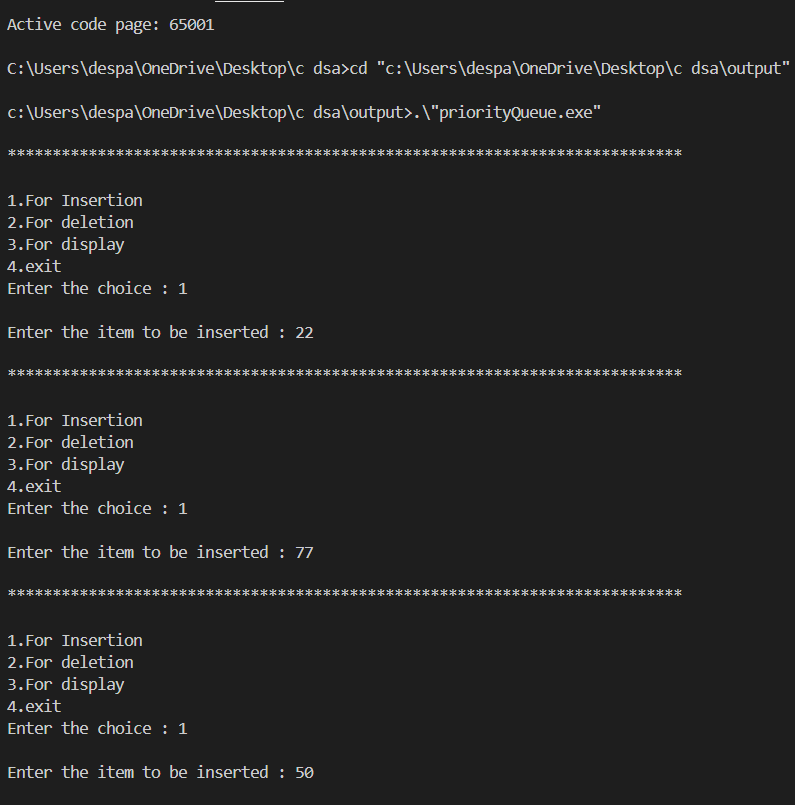 Active code page: 65001
C:\Users\despa\OneDrive\Desktop\c dsa>cd "c:\Users\despa\OneDrive\Desktop\c dsa\output"
c:\Users\despa\OneDrive\Desktop\c dsa\output>.\"priorityQueue.exe"
***************************************************************************
1.For Insertion
2.For deletion
3.For display
4.exit
Enter the choice : 1
Enter the item to be inserted : 22
***************************************************************************
1.For Insertion
2.For deletion
3.For display
4.exit
Enter the choice : 1
Enter the item to be inserted : 77
***************************************************************************
1.For Insertion
2.For deletion
3.For display
4.exit
Enter the choice : 1
Enter the item to be inserted : 50